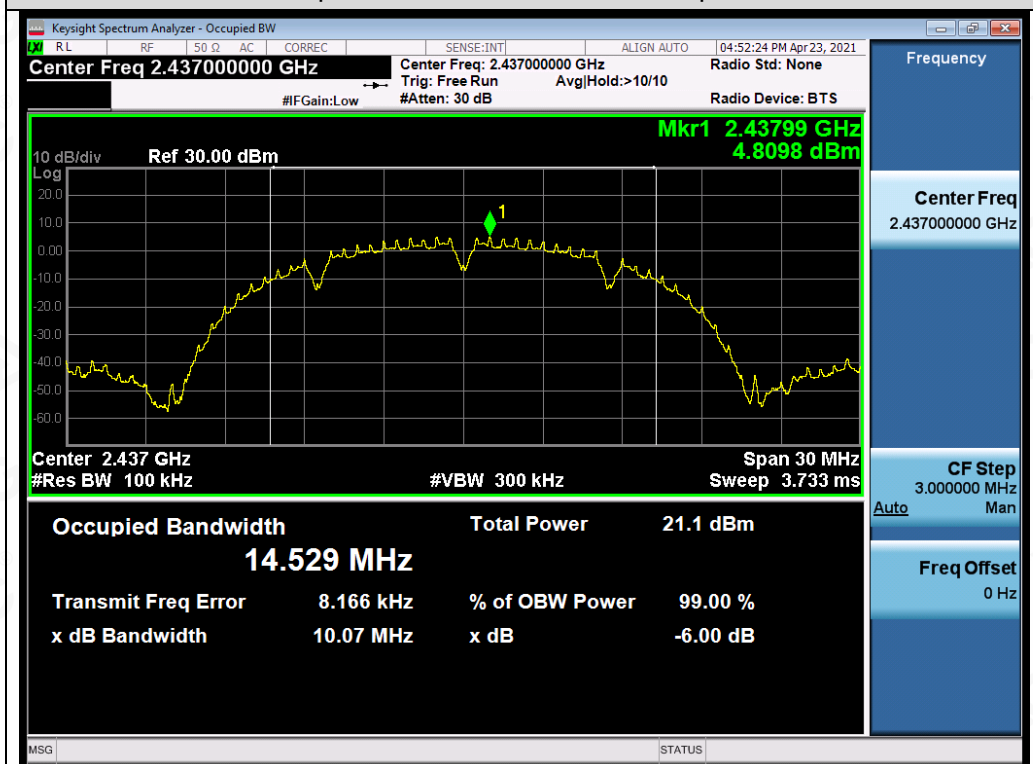 Keysight Spectrum Analyzer - Occupied BW
LXI RL RF 50 Ω AC CORREC SENSE:INT ALIGN AUTO 04:52:24 PM Apr 23, 2021
Center Freq 2.437000000 GHz Center Freq: 2.437000000 GHz Radio Std: None
Trig: Free Run Avg|Hold:>10/10
#IFGain:Low #Atten: 30 dB Radio Device: BTS
Mkr1 2.43799 GHz
4.8098 dBm
10 dB/div Ref 30.00 dBm
Log
20.0
10.0
0.00
-10.0
-20.0
-30.0
-40.0
-50.0
-60.0
1
Center 2.437 GHz Span 30 MHz
#Res BW 100 kHz #VBW 300 kHz Sweep 3.733 ms
Occupied Bandwidth Total Power 21.1 dBm
14.529 MHz
Transmit Freq Error 8.166 kHz % of OBW Power 99.00 %
x dB Bandwidth 10.07 MHz x dB -6.00 dB
MSG STATUS
Frequency
Center Freq
2.437000000 GHz
CF Step
3.000000 MHz
Auto Man
Freq Offset
0 Hz